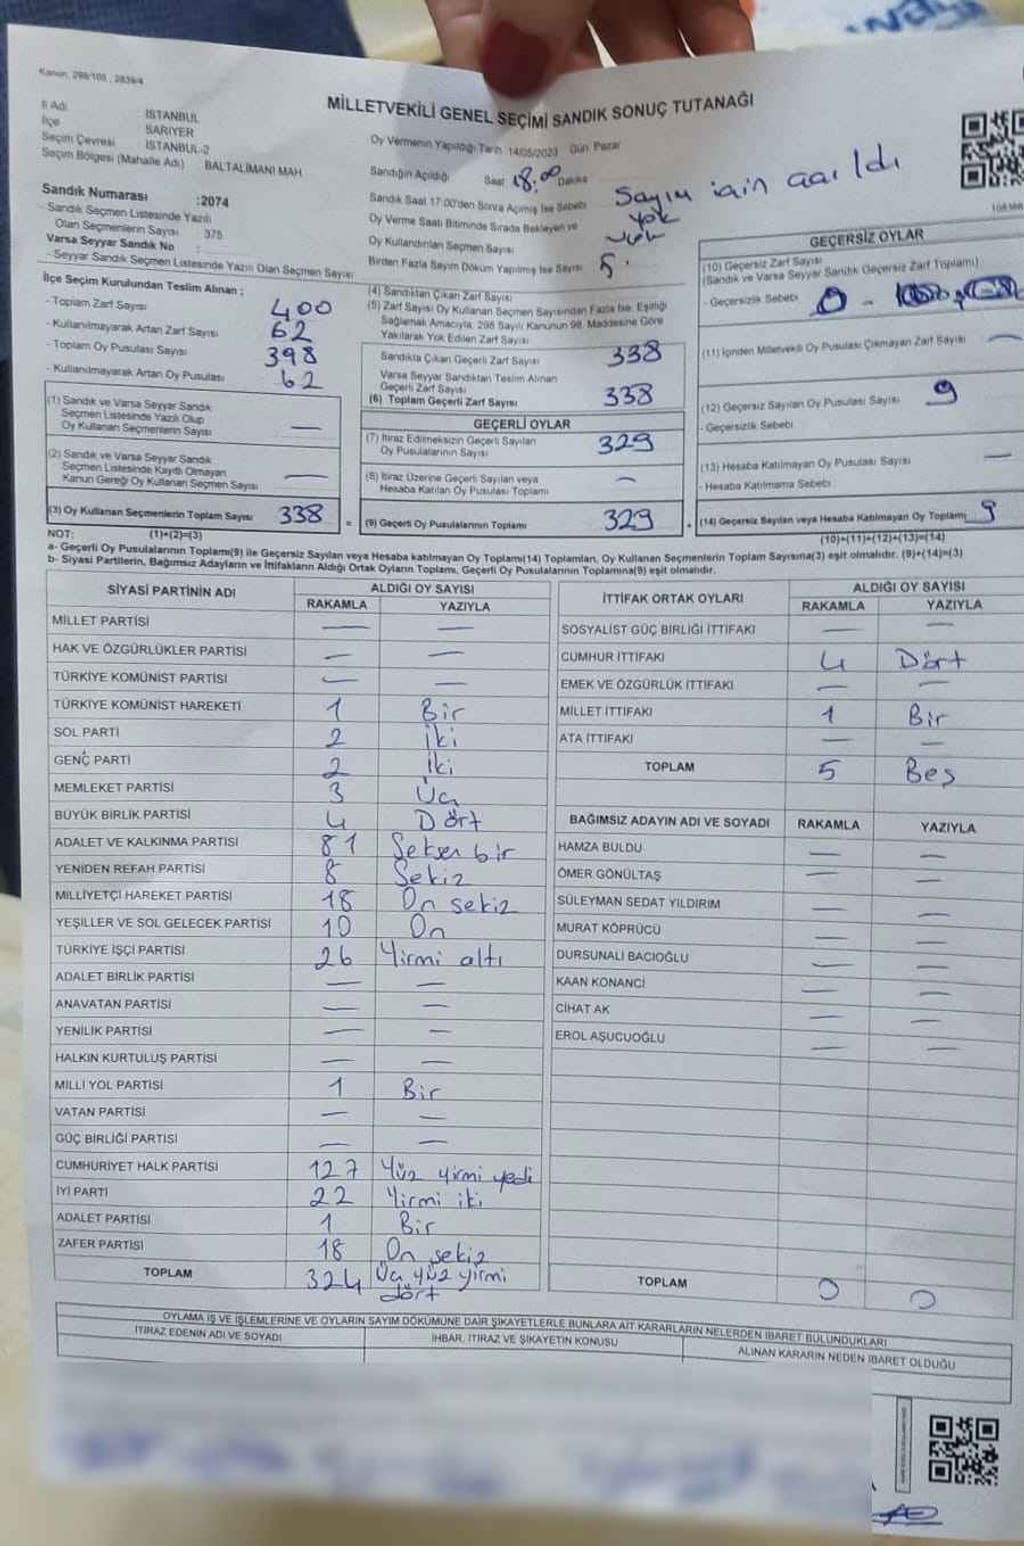 Kanun, 298/105, 2839/4
MİLLETVEKİLİ GENEL SEÇİMİ SANDIK SONUÇ TUTANAĞI
İl Adı İSTANBUL
İlçe SARIYER
Seçim Çevresi İSTANBUL-2
Seçim Bölgesi (Mahalle Adı) BALTALİMANI MAH
Sandık Numarası :2074
- Sandık Seçmen Listesinde Yazılı
Olan Seçmenlerin Sayısı 375
Varsa Seyyar Sandık No :
- Seyyar Sandık Seçmen Listesinde Yazılı Olan Seçmen Sayısı
Oy Vermenin Yapıldığı Tarih 14/05/2023 Gün Pazar
Sandığın Açıldığı Saat 18:00 Dakika
Sandık Saat 17:00'den Sonra Açılmış İse Sebebi Sayım için açıldı
Oy Verme Saati Bitiminde Sırada Bekleyen ve yok
Oy Kullandırılan Seçmen Sayısı yok
Birden Fazla Sayım Döküm Yapılmış İse Sayısı
İlçe Seçim Kurulundan Teslim Alınan :
- Toplam Zarf Sayısı 400
- Kullanılmayarak Artan Zarf Sayısı 62
- Toplam Oy Pusulası Sayısı 398
- Kullanılmayarak Artan Oy Pusulası 62
(1) Sandık ve Varsa Seyyar Sandık
Seçmen Listesinde Yazılı Olup
Oy Kullanan Seçmenlerin Sayısı —
(2) Sandık ve Varsa Seyyar Sandık
Seçmen Listesinde Kayıtlı Olmayan
Kanun Gereği Oy Kullanan Seçmen Sayısı —
(3) Oy Kullanan Seçmenlerin Toplam Sayısı 338
(1)+(2)=(3)
(4) Sandıktan Çıkan Zarf Sayısı
(5) Zarf Sayısı Oy Kullanan Seçmen Sayısından Fazla İse, Eşitliği
Sağlamak Amacıyla, 298 Sayılı Kanunun 98. Maddesine Göre
Yakılarak Yok Edilen Zarf Sayısı
Sandıkta Çıkan Geçerli Zarf Sayısı 338
Varsa Seyyar Sandıktan Teslim Alınan
Geçerli Zarf Sayısı
(6) Toplam Geçerli Zarf Sayısı 338
GEÇERLİ OYLAR
(7) İtiraz Edilmeksizin Geçerli Sayılan
Oy Pusulalarının Sayısı 329
(8) İtiraz Üzerine Geçerli Sayılan veya
Hesaba Katılan Oy Pusulası Toplamı —
= (9) Geçerli Oy Pusulalarının Toplamı 329
GEÇERSİZ OYLAR
(10) Geçersiz Zarf Sayısı
(Sandık ve Varsa Seyyar Sandık Geçersiz Zarf Toplamı)
- Geçersizlik Sebebi 0 -
(11) İçinden Milletvekili Oy Pusulası Çıkmayan Zarf Sayısı —
(12) Geçersiz Sayılan Oy Pusulası Sayısı 9
- Geçersizlik Sebebi
(13) Hesaba Katılmayan Oy Pusulası Sayısı —
- Hesaba Katılmama Sebebi
+ (14) Geçersiz Sayılan veya Hesaba Katılmayan Oy Toplamı 9
(10)+(11)+(12)+(13)=(14)
NOT:
a- Geçerli Oy Pusulalarının Toplamı(9) ile Geçersiz Sayılan veya Hesaba katılmayan Oy Toplamı(14) Toplamları, Oy Kullanan Seçmenlerin Toplam Sayısına(3) eşit olmalıdır. (9)+(14)=(3)
b- Siyasi Partilerin, Bağımsız Adayların ve İttifakların Aldığı Ortak Oyların Toplamı, Geçerli Oy Pusulalarının Toplamına(9) eşit olmalıdır.
SİYASİ PARTİNİN ADI ALDIĞI OY SAYISI
RAKAMLA YAZIYLA
MİLLET PARTİSİ — —
HAK VE ÖZGÜRLÜKLER PARTİSİ — —
TÜRKİYE KOMÜNİST PARTİSİ — —
TÜRKİYE KOMÜNİST HAREKETİ 1 Bir
SOL PARTİ 2 İki
GENÇ PARTİ 2 İki
MEMLEKET PARTİSİ 3 Üç
BÜYÜK BİRLİK PARTİSİ 4 Dört
ADALET VE KALKINMA PARTİSİ 81 Seksen bir
YENİDEN REFAH PARTİSİ 8 Sekiz
MİLLİYETÇİ HAREKET PARTİSİ 18 On sekiz
YEŞİLLER VE SOL GELECEK PARTİSİ 10 On
TÜRKİYE İŞÇİ PARTİSİ 26 Yirmi altı
ADALET BİRLİK PARTİSİ — —
ANAVATAN PARTİSİ — —
YENİLİK PARTİSİ — —
HALKIN KURTULUŞ PARTİSİ — —
MİLLİ YOL PARTİSİ 1 Bir
VATAN PARTİSİ — —
GÜÇ BİRLİĞİ PARTİSİ — —
CUMHURİYET HALK PARTİSİ 127 Yüz yirmi yedi
İYİ PARTİ 22 Yirmi iki
ADALET PARTİSİ 1 Bir
ZAFER PARTİSİ 18 On sekiz
TOPLAM 324 Üç yüz yirmi
dört
İTTİFAK ORTAK OYLARI ALDIĞI OY SAYISI
RAKAMLA YAZIYLA
SOSYALİST GÜÇ BİRLİĞİ İTTİFAKI — —
CUMHUR İTTİFAKI 4 Dört
EMEK VE ÖZGÜRLÜK İTTİFAKI — —
MİLLET İTTİFAKI 1 Bir
ATA İTTİFAKI — —
TOPLAM 5 Beş
BAĞIMSIZ ADAYIN ADI VE SOYADI RAKAMLA YAZIYLA
HAMZA BULDU — —
ÖMER GÖNÜLTAŞ — —
SÜLEYMAN SEDAT YILDIRIM — —
MURAT KÖPRÜCÜ — —
DURSUNALİ BACIOĞLU — —
KAAN KONANCİ — —
CİHAT AK — —
EROL AŞUCUOĞLU — —
TOPLAM 0 0
OYLAMA İŞ VE İŞLEMLERİNE VE OYLARIN SAYIM DÖKÜMÜNE DAİR ŞİKAYETLERLE BUNLARA AİT KARARLARIN NELERDEN İBARET BULUNDUKLARI
İTİRAZ EDENİN ADI VE SOYADI İHBAR, İTİRAZ VE ŞİKAYETİN KONUSU ALINAN KARARIN NEDEN İBARET OLDUĞU